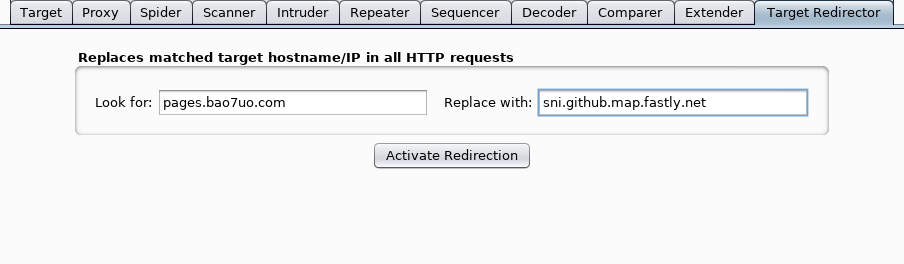 Target Proxy Spider Scanner Intruder Repeater Sequencer Decoder Comparer Extender Target Redirector
Replaces matched target hostname/IP in all HTTP requests
Look for: pages.bao7uo.com Replace with: sni.github.map.fastly.net
Activate Redirection